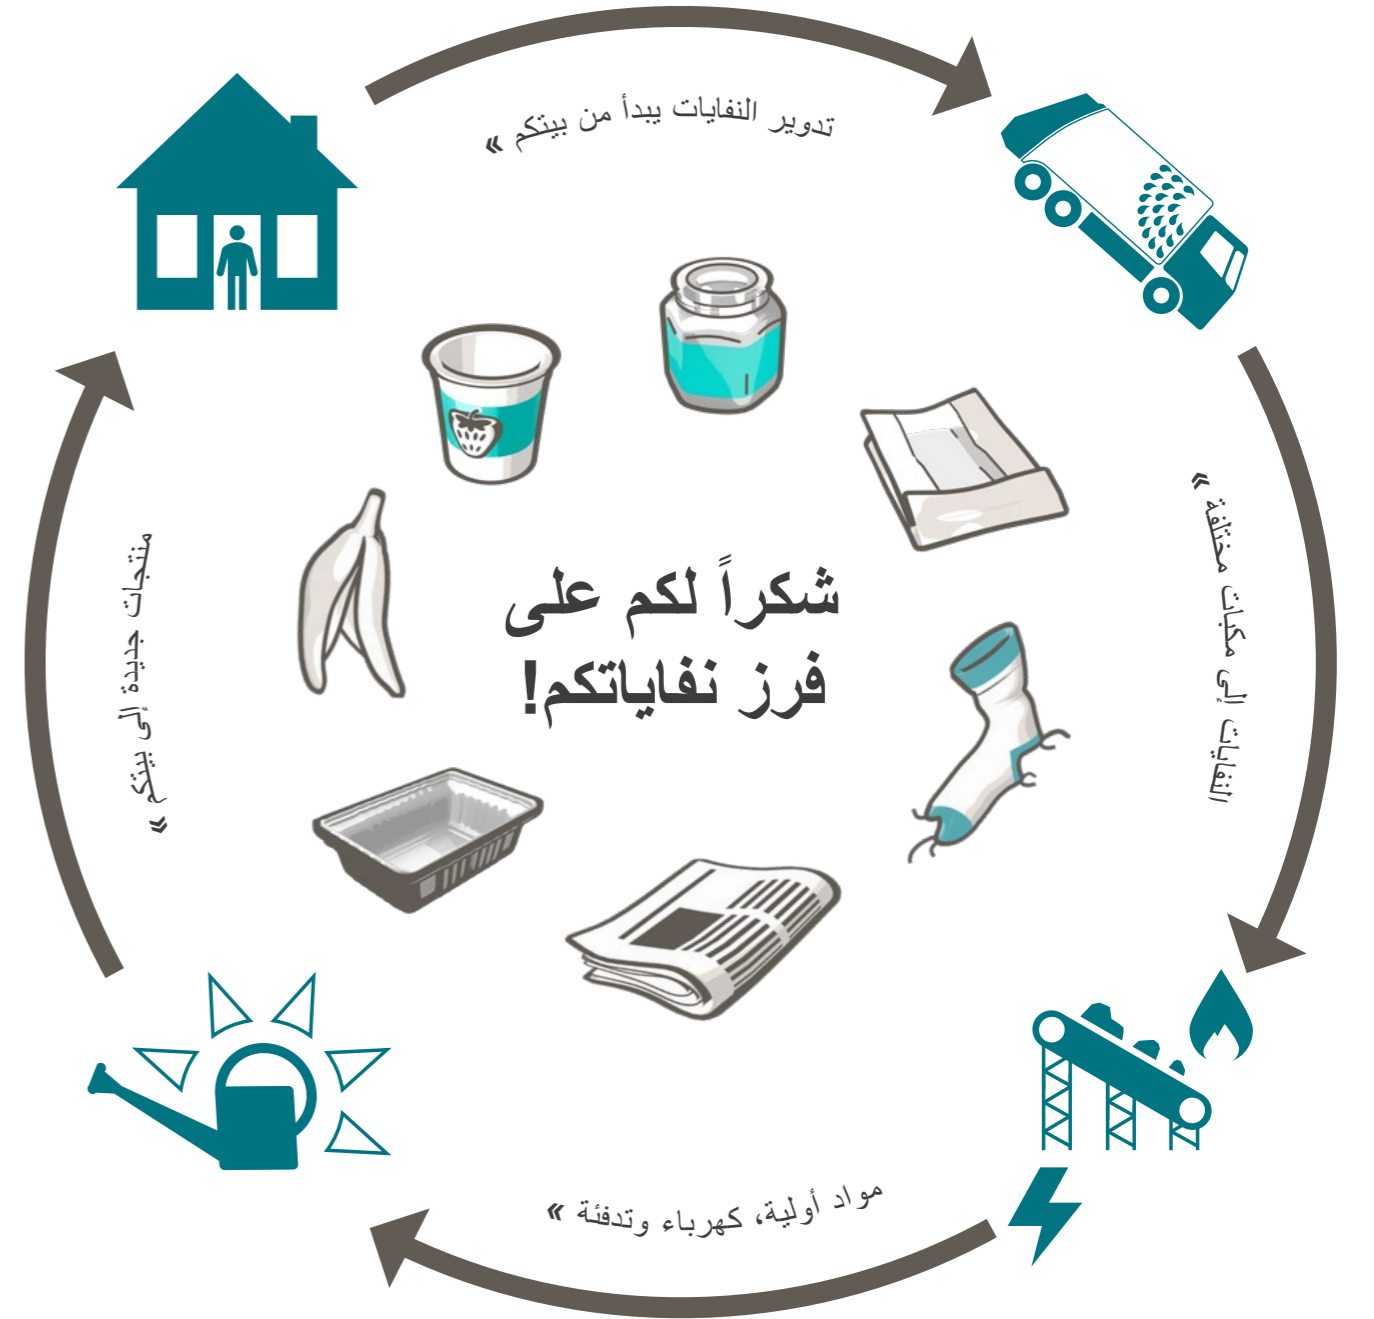 تدوير النفايات يبدأ من بيتكم »
النفايات إلى مكبات مختلفة »
مواد أولية، كهرباء وتدفئة »
منتجات جديدة إلى بيتكم »
شكراً لكم على
فرز نفاياتكم!